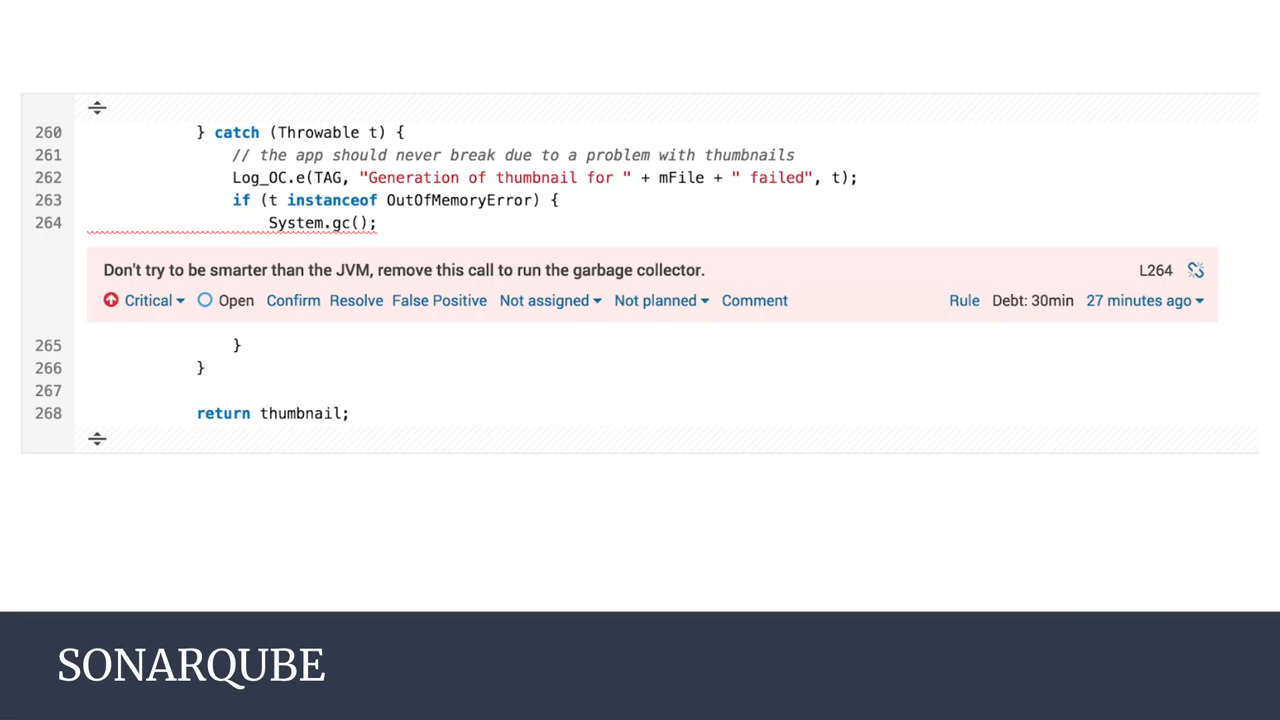 260 } catch (Throwable t) {
261 // the app should never break due to a problem with thumbnails
262 Log_OC.e(TAG, "Generation of thumbnail for " + mFile + " failed", t);
263 if (t instanceof OutOfMemoryError) {
264 System.gc();
Don't try to be smarter than the JVM, remove this call to run the garbage collector. L264
Critical Open Confirm Resolve False Positive Not assigned Not planned Comment Rule Debt: 30min 27 minutes ago
265 }
266 }
267
268 return thumbnail;
SONARQUBE